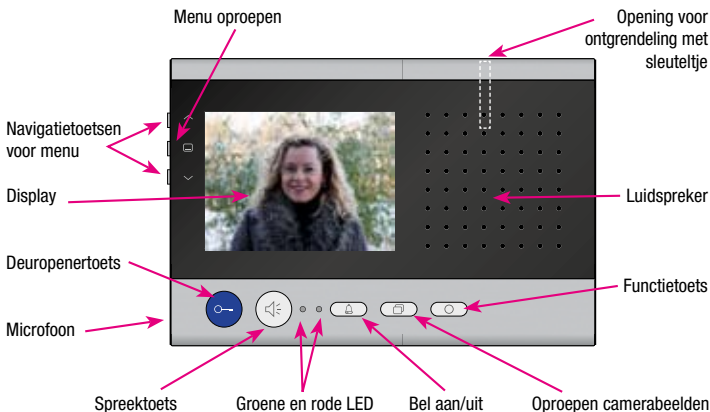 Menu oproepen
Opening voor
ontgrendeling met
sleuteltje
Navigatietoetsen
voor menu
Display
Luidspreker
Deuropenertoets
Functietoets
Microfoon
Spreektoets
Groene en rode LED
Bel aan/uit
Oproepen camerabeelden